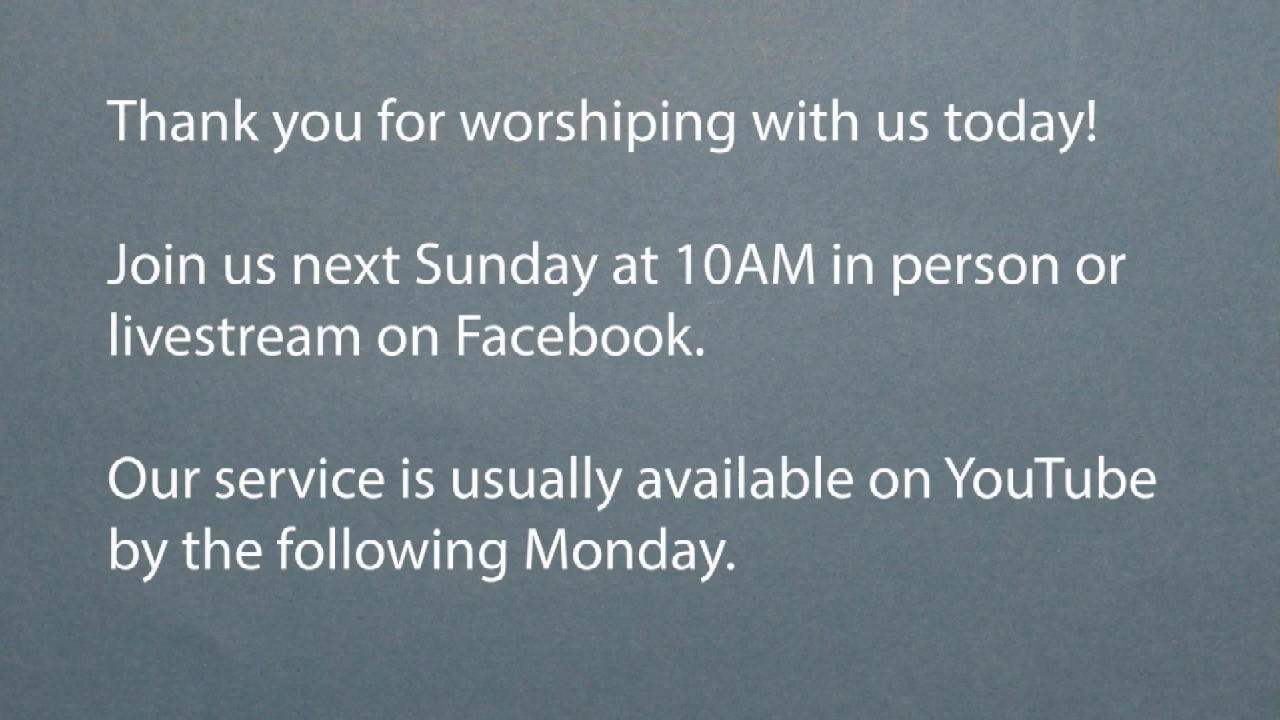 Thank you for worshiping with us today!
Join us next Sunday at 10AM in person or
livestream on Facebook.
Our service is usually available on YouTube
by the following Monday.